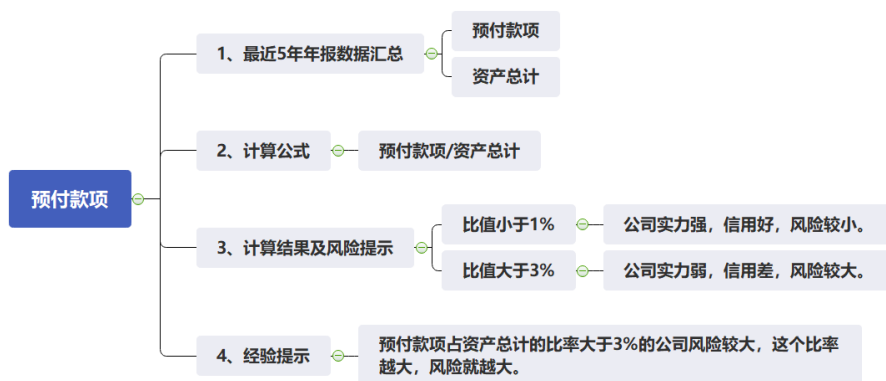 预付款项
1、最近5年年报数据汇总
预付款项
资产总计
2、计算公式
预付款项/资产总计
3、计算结果及风险提示
比值小于1%
公司实力强，信用好，风险较小。
比值大于3%
公司实力弱，信用差，风险较大。
4、经验提示
预付款项占资产总计的比率大于3%的公司风险较大，这个比率
越大，风险就越大。